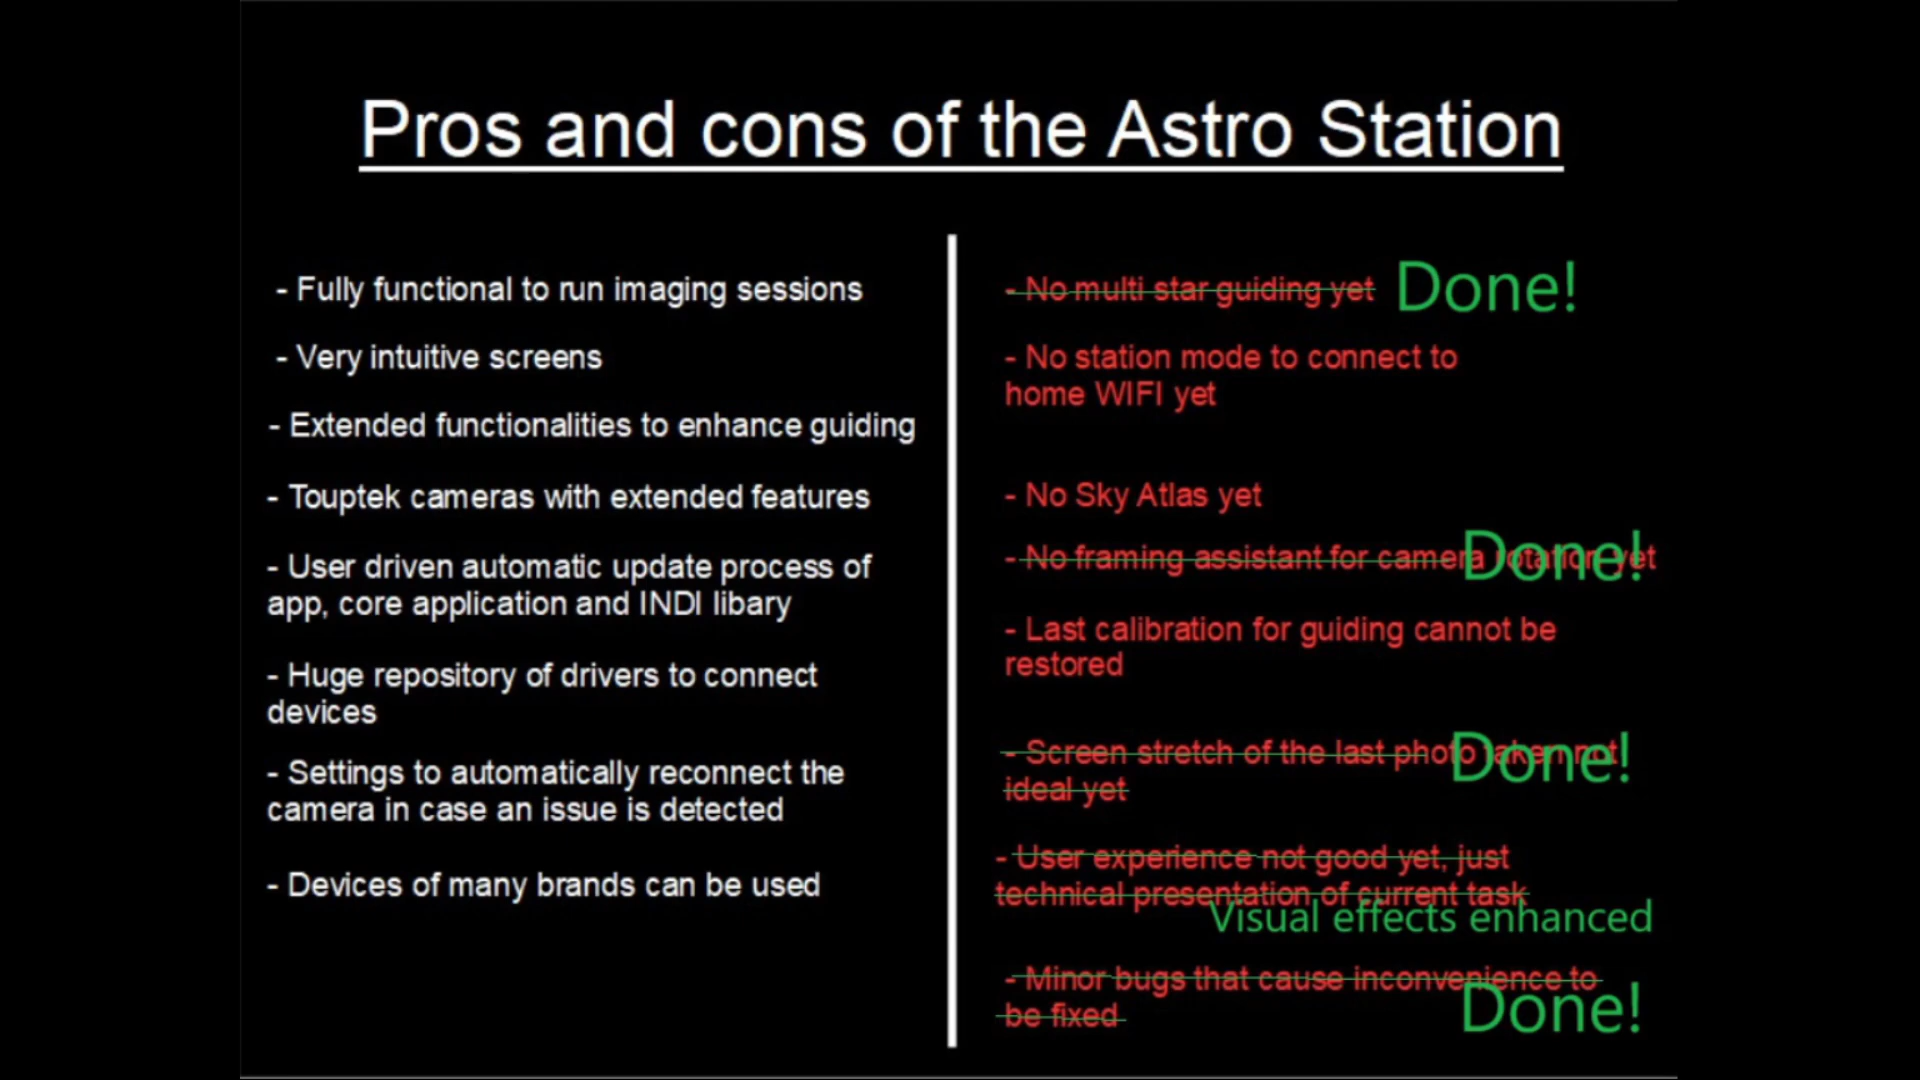 Pros and cons of the Astro Station
- Fully functional to run imaging sessions
- Very intuitive screens
- Extended functionalities to enhance guiding
- Touptek cameras with extended features
- User driven automatic update process of
app, core application and INDI libary
- Huge repository of drivers to connect
devices
- Settings to automatically reconnect the
camera in case an issue is detected
- Devices of many brands can be used
- No multi star guiding yet
Done!
- No station mode to connect to
home WIFI yet
- No Sky Atlas yet
- No framing assistant for camera rotation yet
Done!
- Last calibration for guiding cannot be
restored
- Screen stretch of the last photo taken not
ideal yet
Done!
- User experience not good yet, just
technical presentation of current task
Visual effects enhanced
- Minor bugs that cause inconvenience to
be fixed
Done!